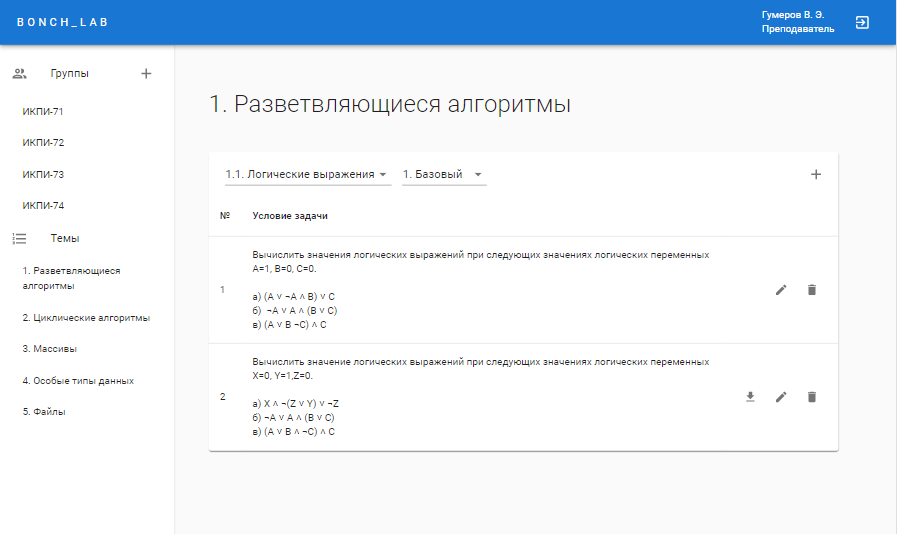 BONCH_LAB
Гумеров В. Э.
Преподаватель
Группы
ИКПИ-71
ИКПИ-72
ИКПИ-73
ИКПИ-74
Темы
1. Разветвляющиеся
алгоритмы
2. Циклические алгоритмы
3. Массивы
4. Особые типы данных
5. Файлы
1. Разветвляющиеся алгоритмы
1.1. Логические выражения
1. Базовый
№ Условие задачи
1
Вычислить значения логических выражений при следующих значениях логических переменных
A=1, B=0, C=0.
а) (A ∨ ¬A ∧ B) ∨ C
б) ¬A ∨ A ∧ (B ∨ C)
в) (A ∨ B ¬C) ∧ C
2
Вычислить значение логических выражений при следующих значениях логических переменных
X=0, Y=1,Z=0.
а) X ∧ ¬(Z ∨ Y) ∨ ¬Z
б) ¬A ∨ A ∧ (B ∨ C)
в) (A ∨ B ∧ ¬C) ∧ C